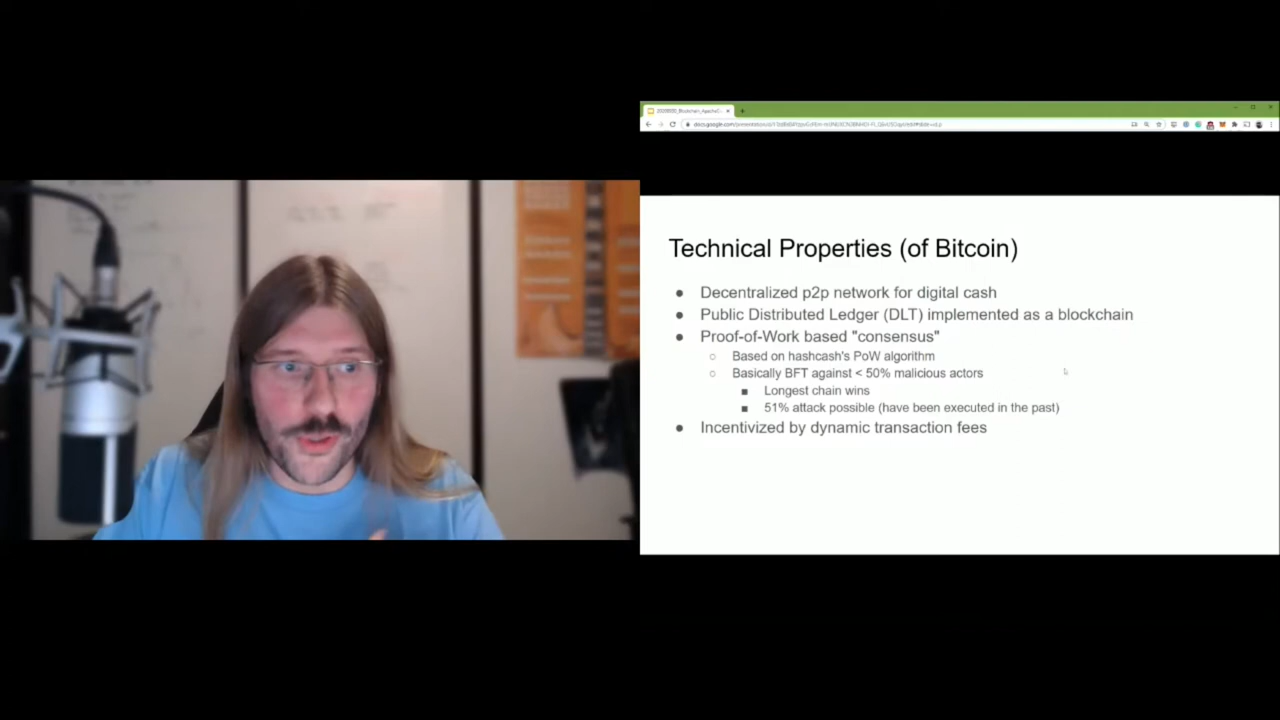 Technical Properties (of Bitcoin)
● Decentralized p2p network for digital cash
● Public Distributed Ledger (DLT) implemented as a blockchain
● Proof-of-Work based "consensus"
○ Based on hashcash's PoW algorithm
○ Basically BFT against < 50% malicious actors
■ Longest chain wins
■ 51% attack possible (have been executed in the past)
● Incentivized by dynamic transaction fees